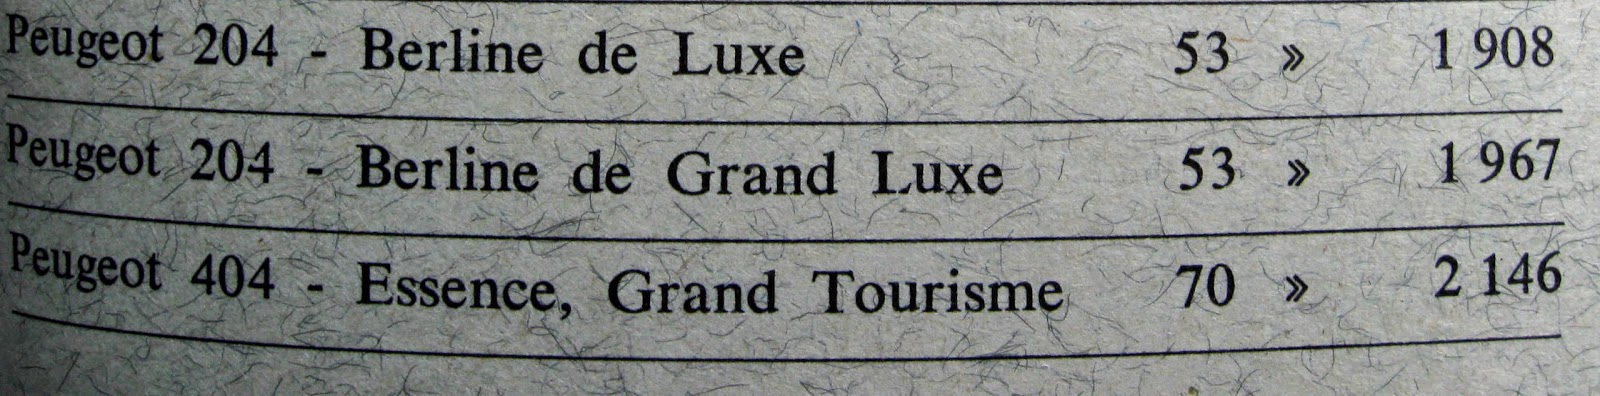 Peugeot 204 - Berline de Luxe 53 » 1 908
Peugeot 204 - Berline de Grand Luxe 53 » 1 967
Peugeot 404 - Essence, Grand Tourisme 70 » 2 146